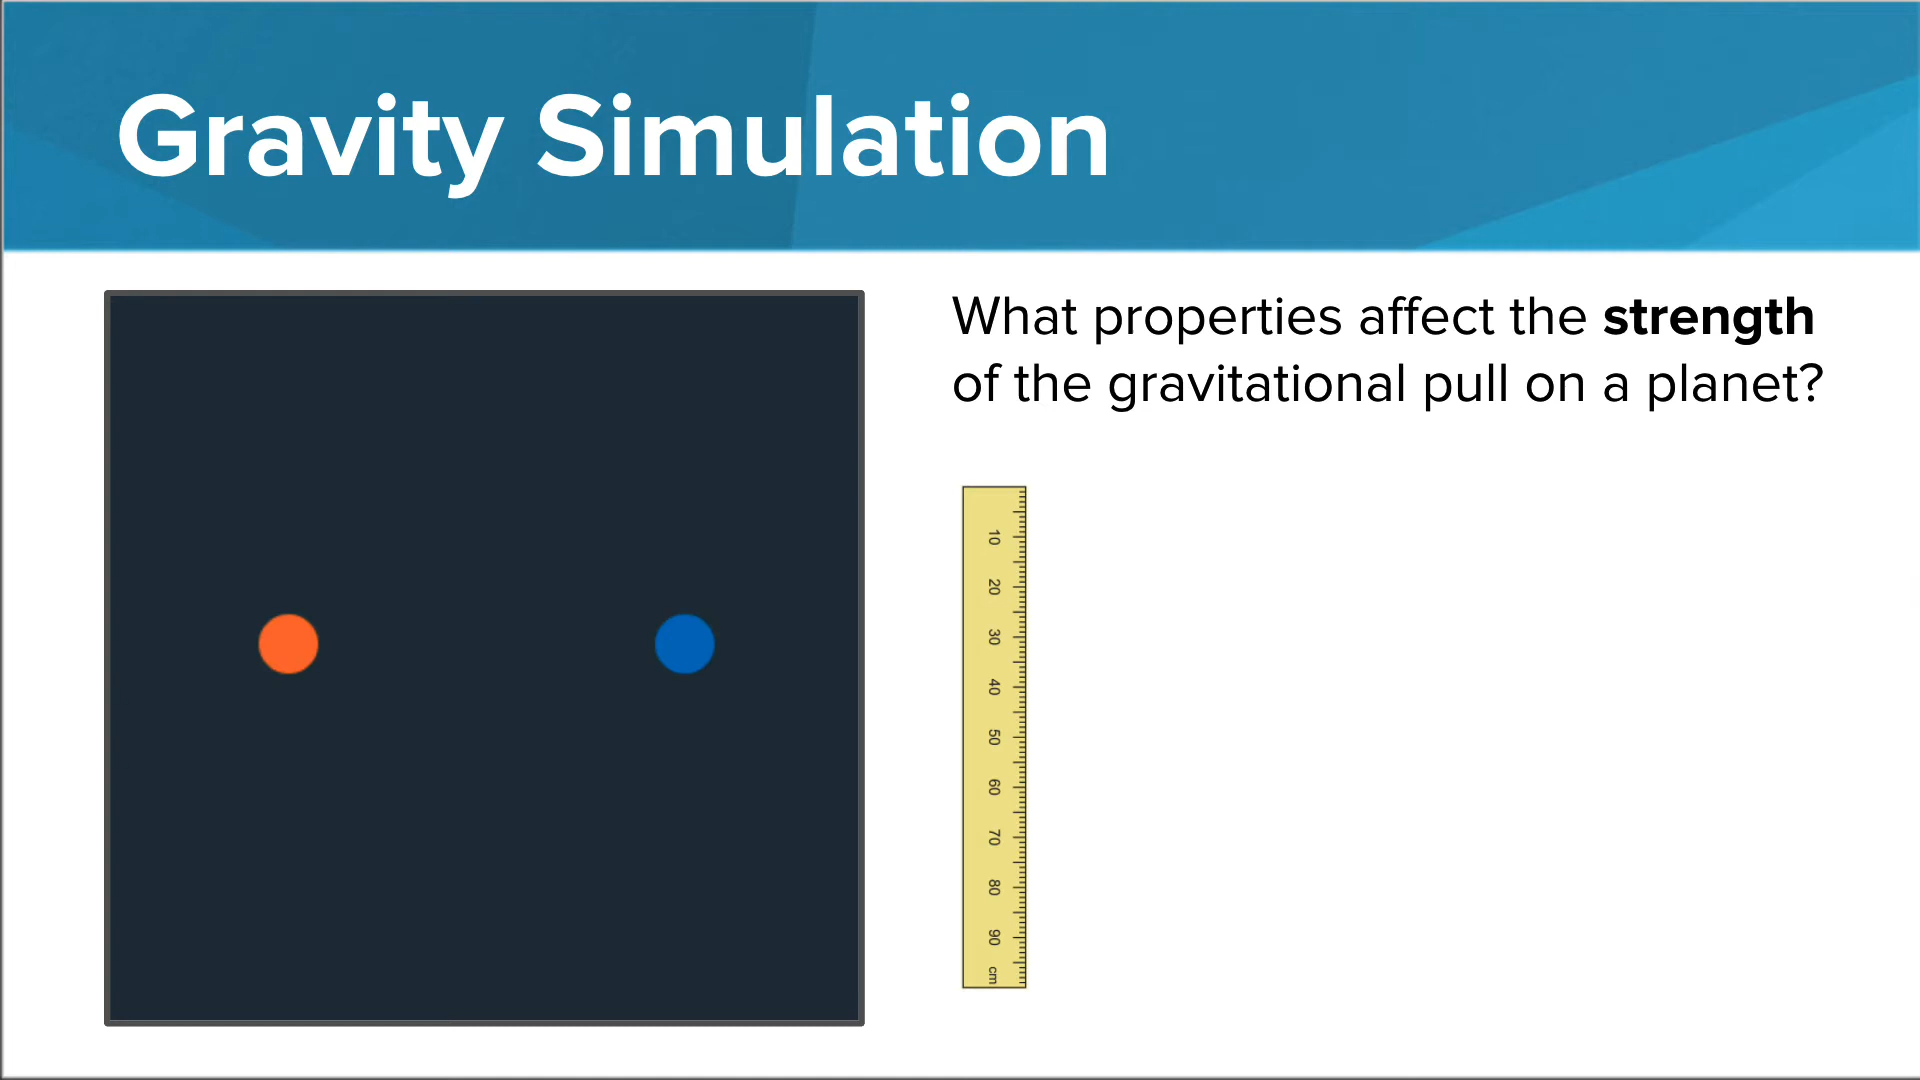 Gravity Simulation
What properties affect the strength
of the gravitational pull on a planet?
10
20
30
40
50
60
70
80
90
cm